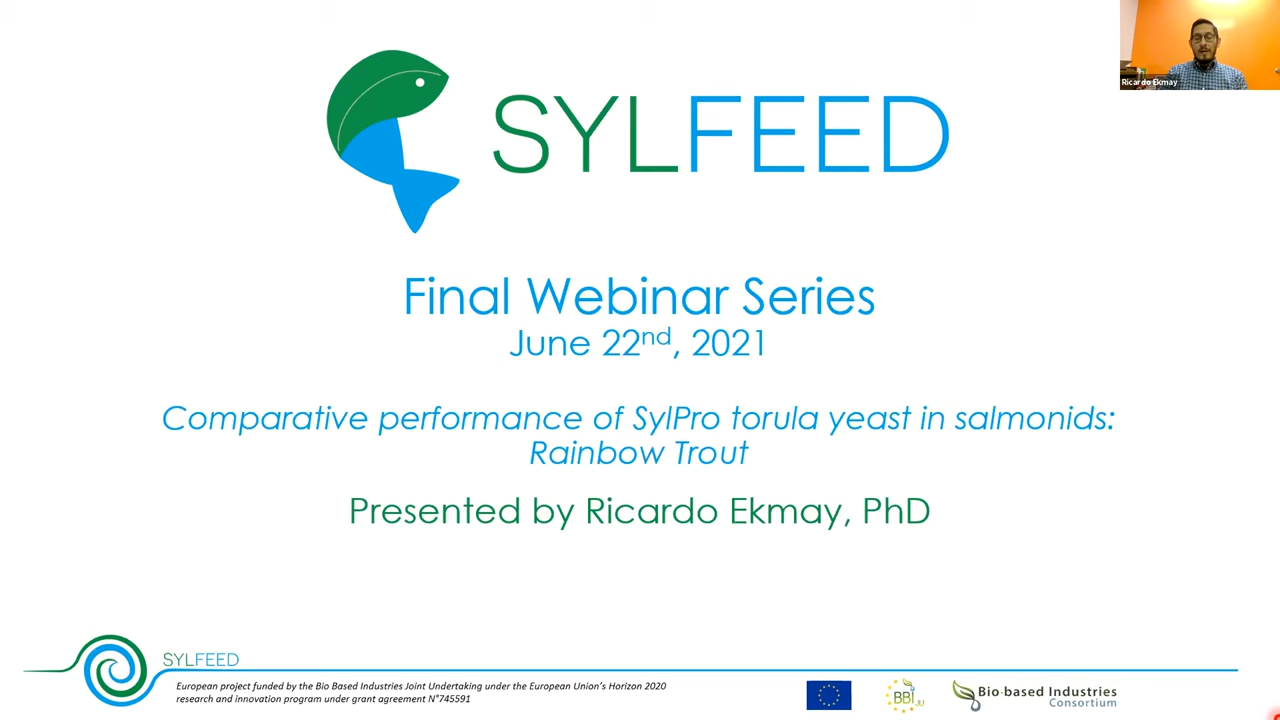 Ricardo Ekmay
SYLFEED
Final Webinar Series
June 22nd, 2021
Comparative performance of SylPro torula yeast in salmonids:
Rainbow Trout
Presented by Ricardo Ekmay, PhD
SYLFEED
European project funded by the Bio Based Industries Joint Undertaking under the European Union's Horizon 2020
research and innovation program under grant agreement N°745591
BBI JU
Bio-based Industries
Consortium